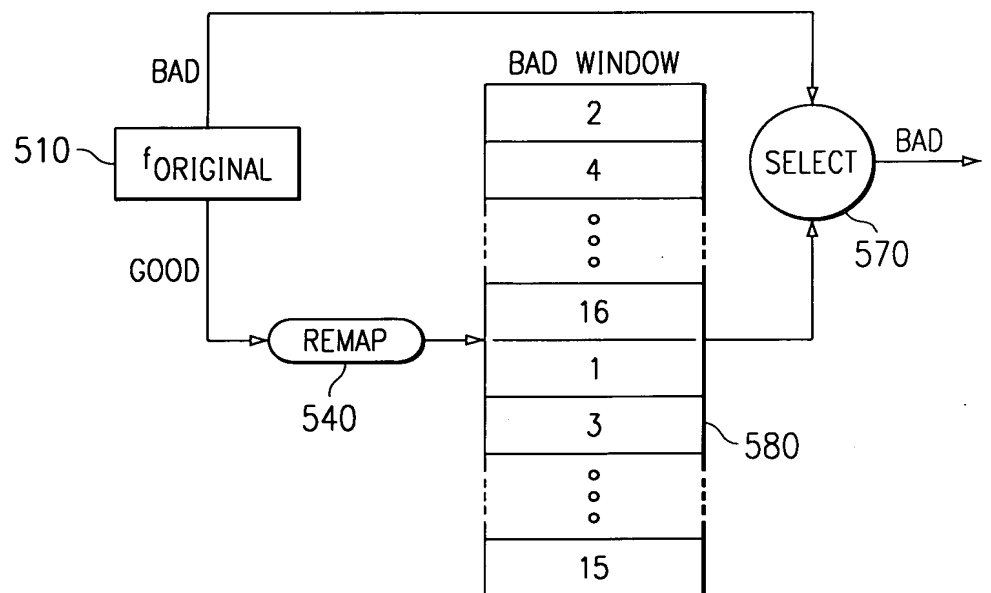 BAD WINDOW
BAD
2
510
fORIGINAL
4
SELECT
BAD
570
GOOD
16
REMAP
1
540
3
580
15